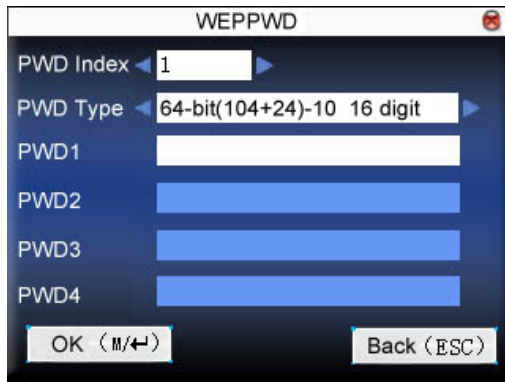 WEPPWD
PWD Index 1
PWD Type 64-bit(104+24)-10 16 digit
PWD1
PWD2
PWD3
PWD4
OK (M/↵) Back (ESC)